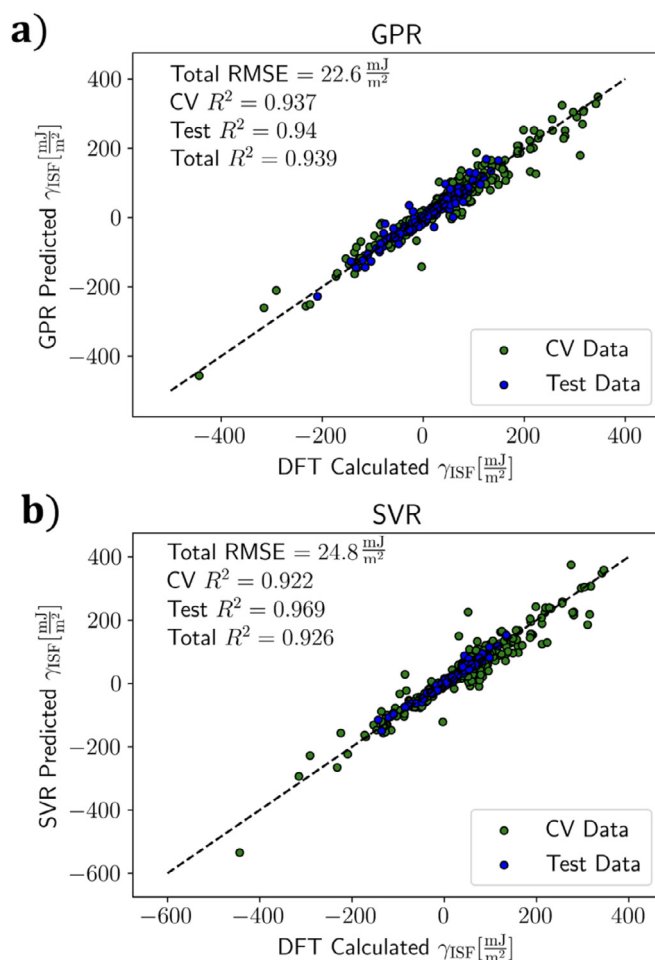 a)
GPR
Total RMSE = 22.6 mJ/m²
CV R² = 0.937
Test R² = 0.94
Total R² = 0.939
400
200
0
−200
−400
GPR Predicted γISF[mJ/m²]
CV Data
Test Data
−400 −200 0 200 400
DFT Calculated γISF[mJ/m²]
b)
SVR
Total RMSE = 24.8 mJ/m²
CV R² = 0.922
Test R² = 0.969
Total R² = 0.926
400
200
0
−200
−400
−600
SVR Predicted γISF[mJ/m²]
CV Data
Test Data
−600 −400 −200 0 200 400
DFT Calculated γISF[mJ/m²]